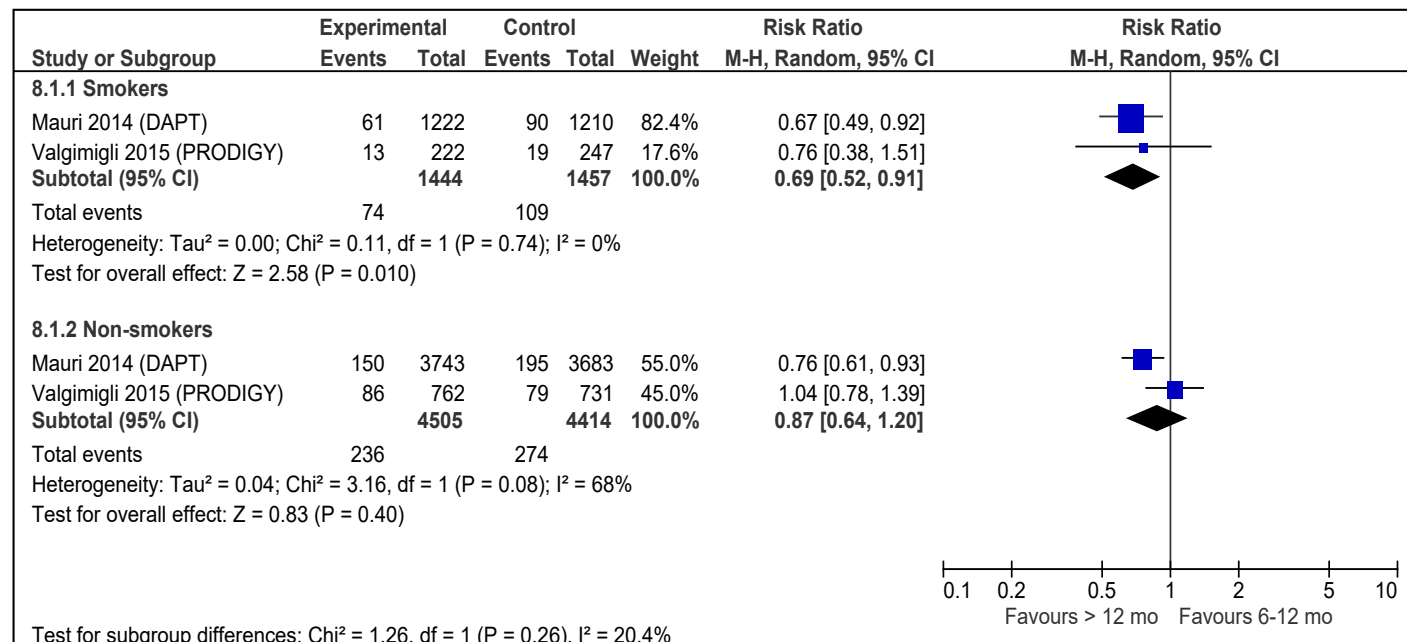 Experimental Control Risk Ratio Risk Ratio
Study or Subgroup Events Total Events Total Weight M-H, Random, 95% CI M-H, Random, 95% CI
8.1.1 Smokers
Mauri 2014 (DAPT) 61 1222 90 1210 82.4% 0.67 [0.49, 0.92]
Valgimigli 2015 (PRODIGY) 13 222 19 247 17.6% 0.76 [0.38, 1.51]
Subtotal (95% CI) 1444 1457 100.0% 0.69 [0.52, 0.91]
Total events 74 109
Heterogeneity: Tau² = 0.00; Chi² = 0.11, df = 1 (P = 0.74); I² = 0%
Test for overall effect: Z = 2.58 (P = 0.010)
8.1.2 Non-smokers
Mauri 2014 (DAPT) 150 3743 195 3683 55.0% 0.76 [0.61, 0.93]
Valgimigli 2015 (PRODIGY) 86 762 79 731 45.0% 1.04 [0.78, 1.39]
Subtotal (95% CI) 4505 4414 100.0% 0.87 [0.64, 1.20]
Total events 236 274
Heterogeneity: Tau² = 0.04; Chi² = 3.16, df = 1 (P = 0.08); I² = 68%
Test for overall effect: Z = 0.83 (P = 0.40)
0.1 0.2 0.5 1 2 5 10
Favours > 12 mo Favours 6-12 mo
Test for subgroup differences: Chi² = 1.26, df = 1 (P = 0.26), I² = 20.4%